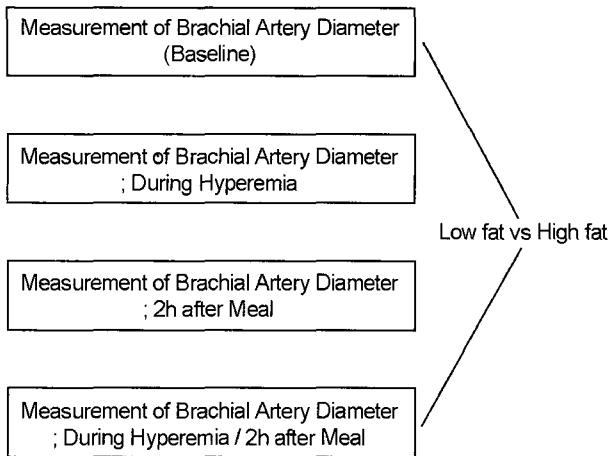 Measurement of Brachial Artery Diameter
(Baseline)
Measurement of Brachial Artery Diameter
; During Hyperemia
Low fat vs High fat
Measurement of Brachial Artery Diameter
; 2h after Meal
Measurement of Brachial Artery Diameter
; During Hyperemia / 2h after Meal